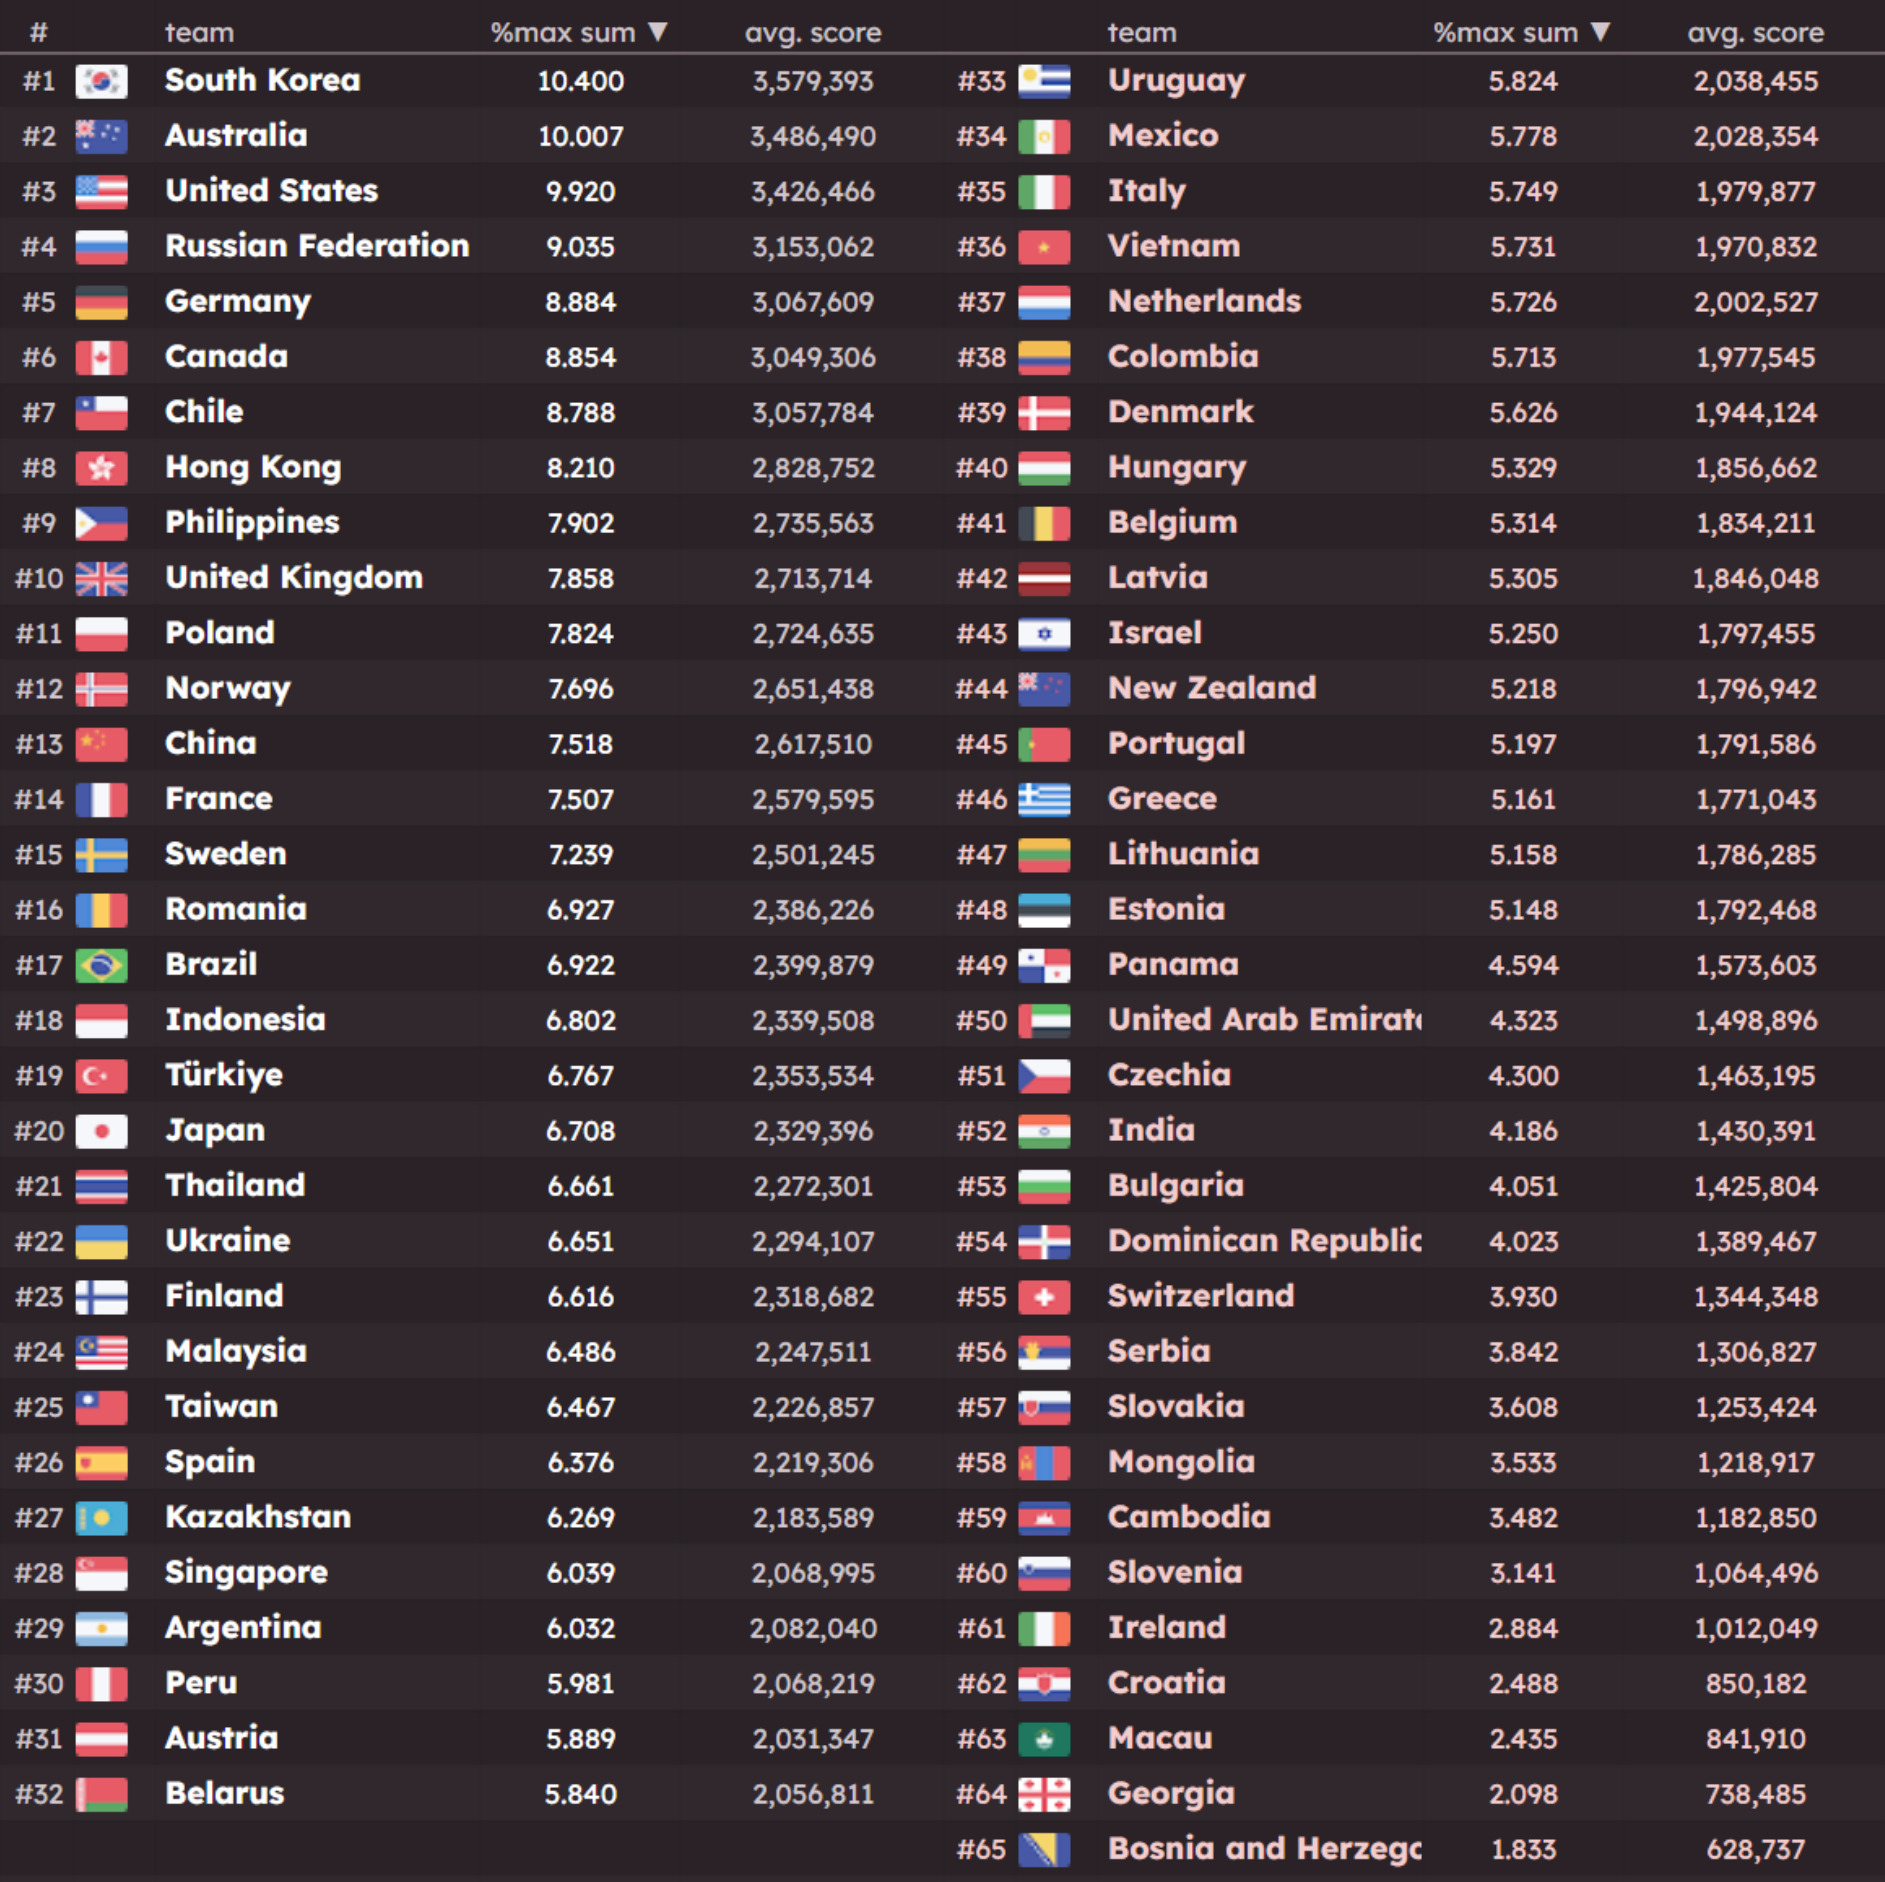 # team %max sum ▼ avg. score team %max sum ▼ avg. score
#1 South Korea 10.400 3,579,393 #33 Uruguay 5.824 2,038,455
#2 Australia 10.007 3,486,490 #34 Mexico 5.778 2,028,354
#3 United States 9.920 3,426,466 #35 Italy 5.749 1,979,877
#4 Russian Federation 9.035 3,153,062 #36 Vietnam 5.731 1,970,832
#5 Germany 8.884 3,067,609 #37 Netherlands 5.726 2,002,527
#6 Canada 8.854 3,049,306 #38 Colombia 5.713 1,977,545
#7 Chile 8.788 3,057,784 #39 Denmark 5.626 1,944,124
#8 Hong Kong 8.210 2,828,752 #40 Hungary 5.329 1,856,662
#9 Philippines 7.902 2,735,563 #41 Belgium 5.314 1,834,211
#10 United Kingdom 7.858 2,713,714 #42 Latvia 5.305 1,846,048
#11 Poland 7.824 2,724,635 #43 Israel 5.250 1,797,455
#12 Norway 7.696 2,651,438 #44 New Zealand 5.218 1,796,942
#13 China 7.518 2,617,510 #45 Portugal 5.197 1,791,586
#14 France 7.507 2,579,595 #46 Greece 5.161 1,771,043
#15 Sweden 7.239 2,501,245 #47 Lithuania 5.158 1,786,285
#16 Romania 6.927 2,386,226 #48 Estonia 5.148 1,792,468
#17 Brazil 6.922 2,399,879 #49 Panama 4.594 1,573,603
#18 Indonesia 6.802 2,339,508 #50 United Arab Emirat 4.323 1,498,896
#19 Türkiye 6.767 2,353,534 #51 Czechia 4.300 1,463,195
#20 Japan 6.708 2,329,396 #52 India 4.186 1,430,391
#21 Thailand 6.661 2,272,301 #53 Bulgaria 4.051 1,425,804
#22 Ukraine 6.651 2,294,107 #54 Dominican Republic 4.023 1,389,467
#23 Finland 6.616 2,318,682 #55 Switzerland 3.930 1,344,348
#24 Malaysia 6.486 2,247,511 #56 Serbia 3.842 1,306,827
#25 Taiwan 6.467 2,226,857 #57 Slovakia 3.608 1,253,424
#26 Spain 6.376 2,219,306 #58 Mongolia 3.533 1,218,917
#27 Kazakhstan 6.269 2,183,589 #59 Cambodia 3.482 1,182,850
#28 Singapore 6.039 2,068,995 #60 Slovenia 3.141 1,064,496
#29 Argentina 6.032 2,082,040 #61 Ireland 2.884 1,012,049
#30 Peru 5.981 2,068,219 #62 Croatia 2.488 850,182
#31 Austria 5.889 2,031,347 #63 Macau 2.435 841,910
#32 Belarus 5.840 2,056,811 #64 Georgia 2.098 738,485
#65 Bosnia and Herzeg 1.833 628,737